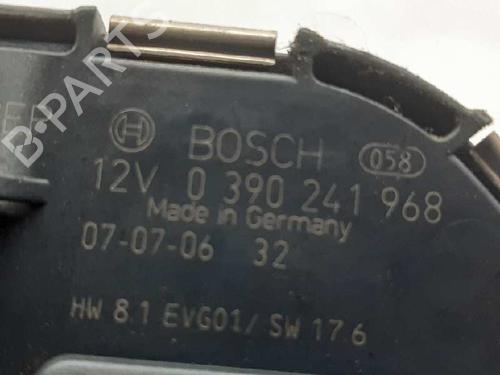 BOSCH 058
12V 0 390 241 968
Made in Germany
07-07-06 32
HW 8.1 EVG01/ SW 17.6
B-PARTS